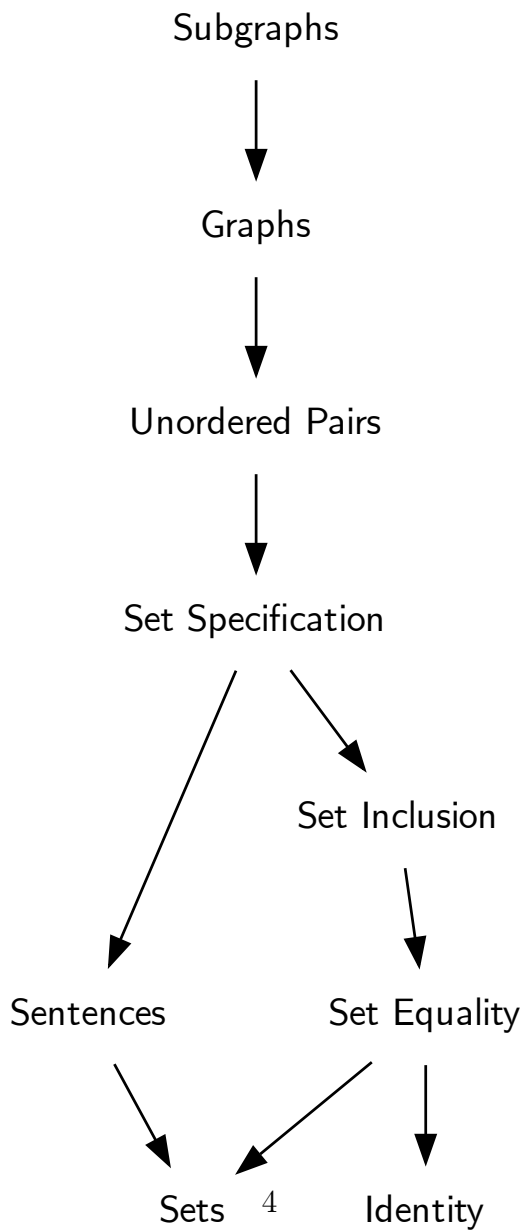 Subgraphs
Graphs
Unordered Pairs
Set Specification
Set Inclusion
Sentences
Set Equality
Sets
4
Identity